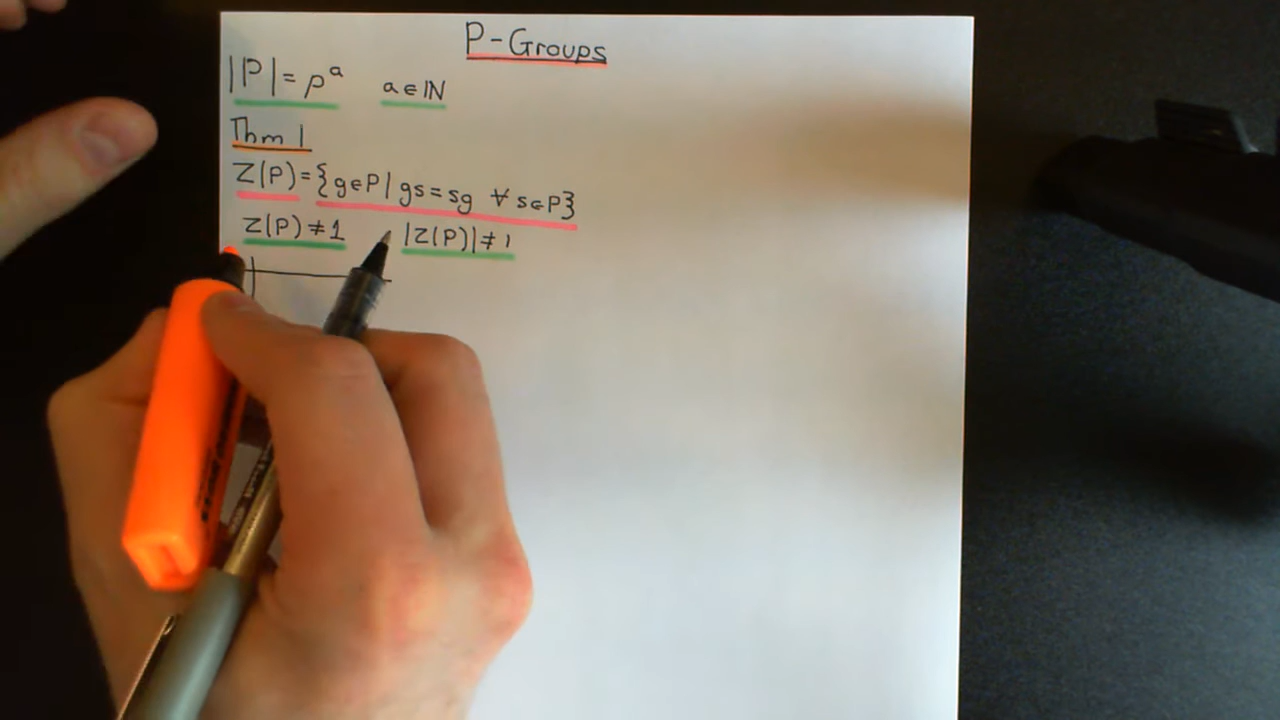 P-Groups
|P| = p^a a∈ℕ
Thm 1
Z(P) = {g∈P | gs = sg ∀ s∈P}
Z(P) ≠ 1 |Z(P)| ≠ 1